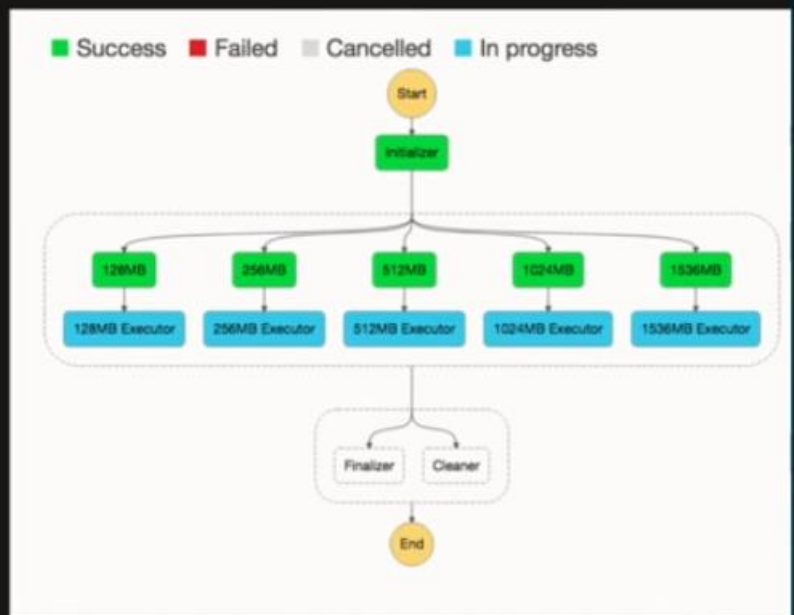 Success Failed Cancelled In progress
Start
Initializer
128MB 256MB 512MB 1024MB 1536MB
128MB Executor 256MB Executor 512MB Executor 1024MB Executor 1536MB Executor
Finalizer Cleaner
End